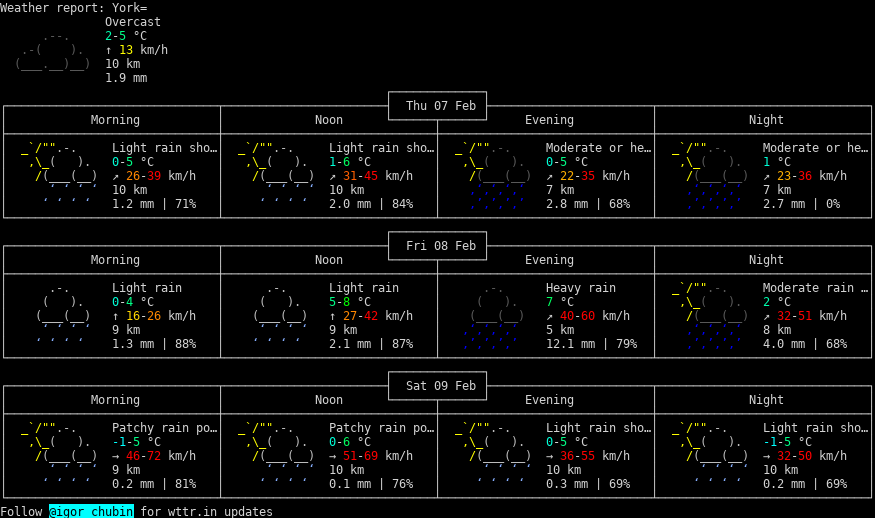 Weather report: York=
Overcast
2-5 °C
↑ 13 km/h
10 km
1.9 mm
Thu 07 Feb
Morning Noon Evening Night
Light rain sho… Light rain sho… Moderate or he… Moderate or he…
0-5 °C 1-6 °C 0-5 °C 1 °C
↗ 26-39 km/h ↗ 31-45 km/h ↗ 22-35 km/h ↗ 23-36 km/h
10 km 10 km 7 km 7 km
1.2 mm | 71% 2.0 mm | 84% 2.8 mm | 68% 2.7 mm | 0%
Fri 08 Feb
Morning Noon Evening Night
Light rain Light rain Heavy rain Moderate rain …
0-4 °C 5-8 °C 7 °C 2 °C
↑ 16-26 km/h ↑ 27-42 km/h ↗ 40-60 km/h ↗ 32-51 km/h
9 km 9 km 5 km 8 km
1.3 mm | 88% 2.1 mm | 87% 12.1 mm | 79% 4.0 mm | 68%
Sat 09 Feb
Morning Noon Evening Night
Patchy rain po… Patchy rain po… Light rain sho… Light rain sho…
-1-5 °C 0-6 °C 0-5 °C -1-5 °C
→ 46-72 km/h → 51-69 km/h → 36-55 km/h → 32-50 km/h
9 km 10 km 10 km 10 km
0.2 mm | 81% 0.1 mm | 76% 0.3 mm | 69% 0.2 mm | 69%
Follow @igor_chubin for wttr.in updates